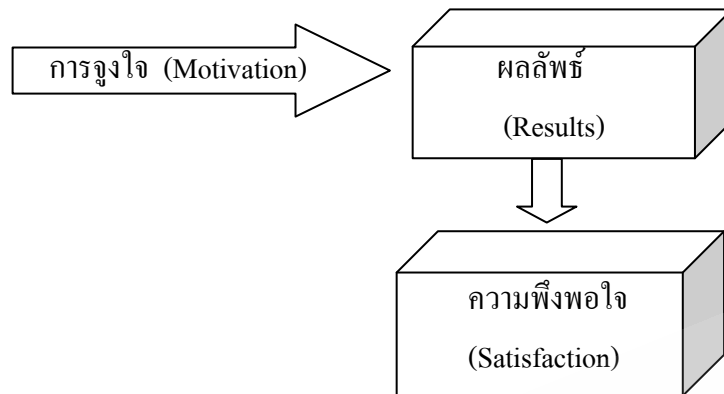 การจูงใจ (Motivation)
ผลลัพธ์
(Results)
ความพึงพอใจ
(Satisfaction)